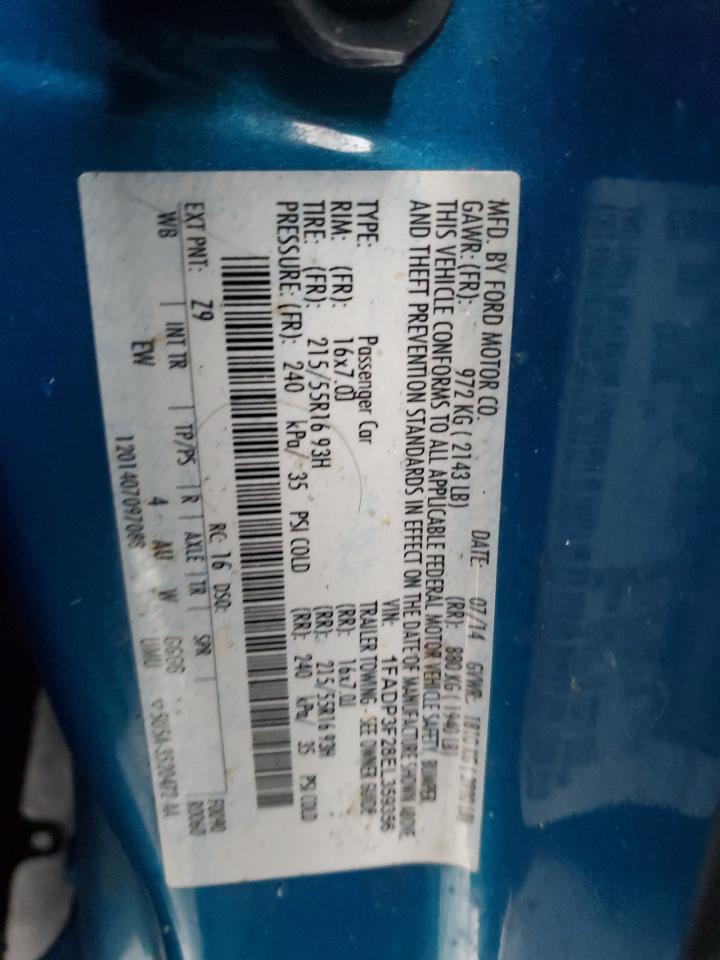 MFD. BY FORD MOTOR CO.
DATE: 07/14 GVWR:
GAWR: (FR): 972 KG ( 2143 LB) (RR): 880 KG ( 1940 LB)
THIS VEHICLE CONFORMS TO ALL APPLICABLE FEDERAL MOTOR VEHICLE SAFETY, BUMPER,
AND THEFT PREVENTION STANDARDS IN EFFECT ON THE DATE OF MANUFACTURE SHOWN ABOVE.
VIN: 1FADP3F28EL359356
TYPE: Passenger Car TRAILER TOWING - SEE OWNER GUIDE
RIM: (FR): 16x7.0J (RR): 16x7.0J
TIRE: (FR): 215/55R16 93H (RR): 215/55R16 93H
PRESSURE: (FR): 240 kPa/ 35 PSI COLD (RR): 240 kPa/ 35 PSI COLD
EXT PNT: Z9 RC: 16 DSO:
WB | INT TR | TP/PS | R | AXLE | TR | SPR |
EW 4 AU W
120140709708